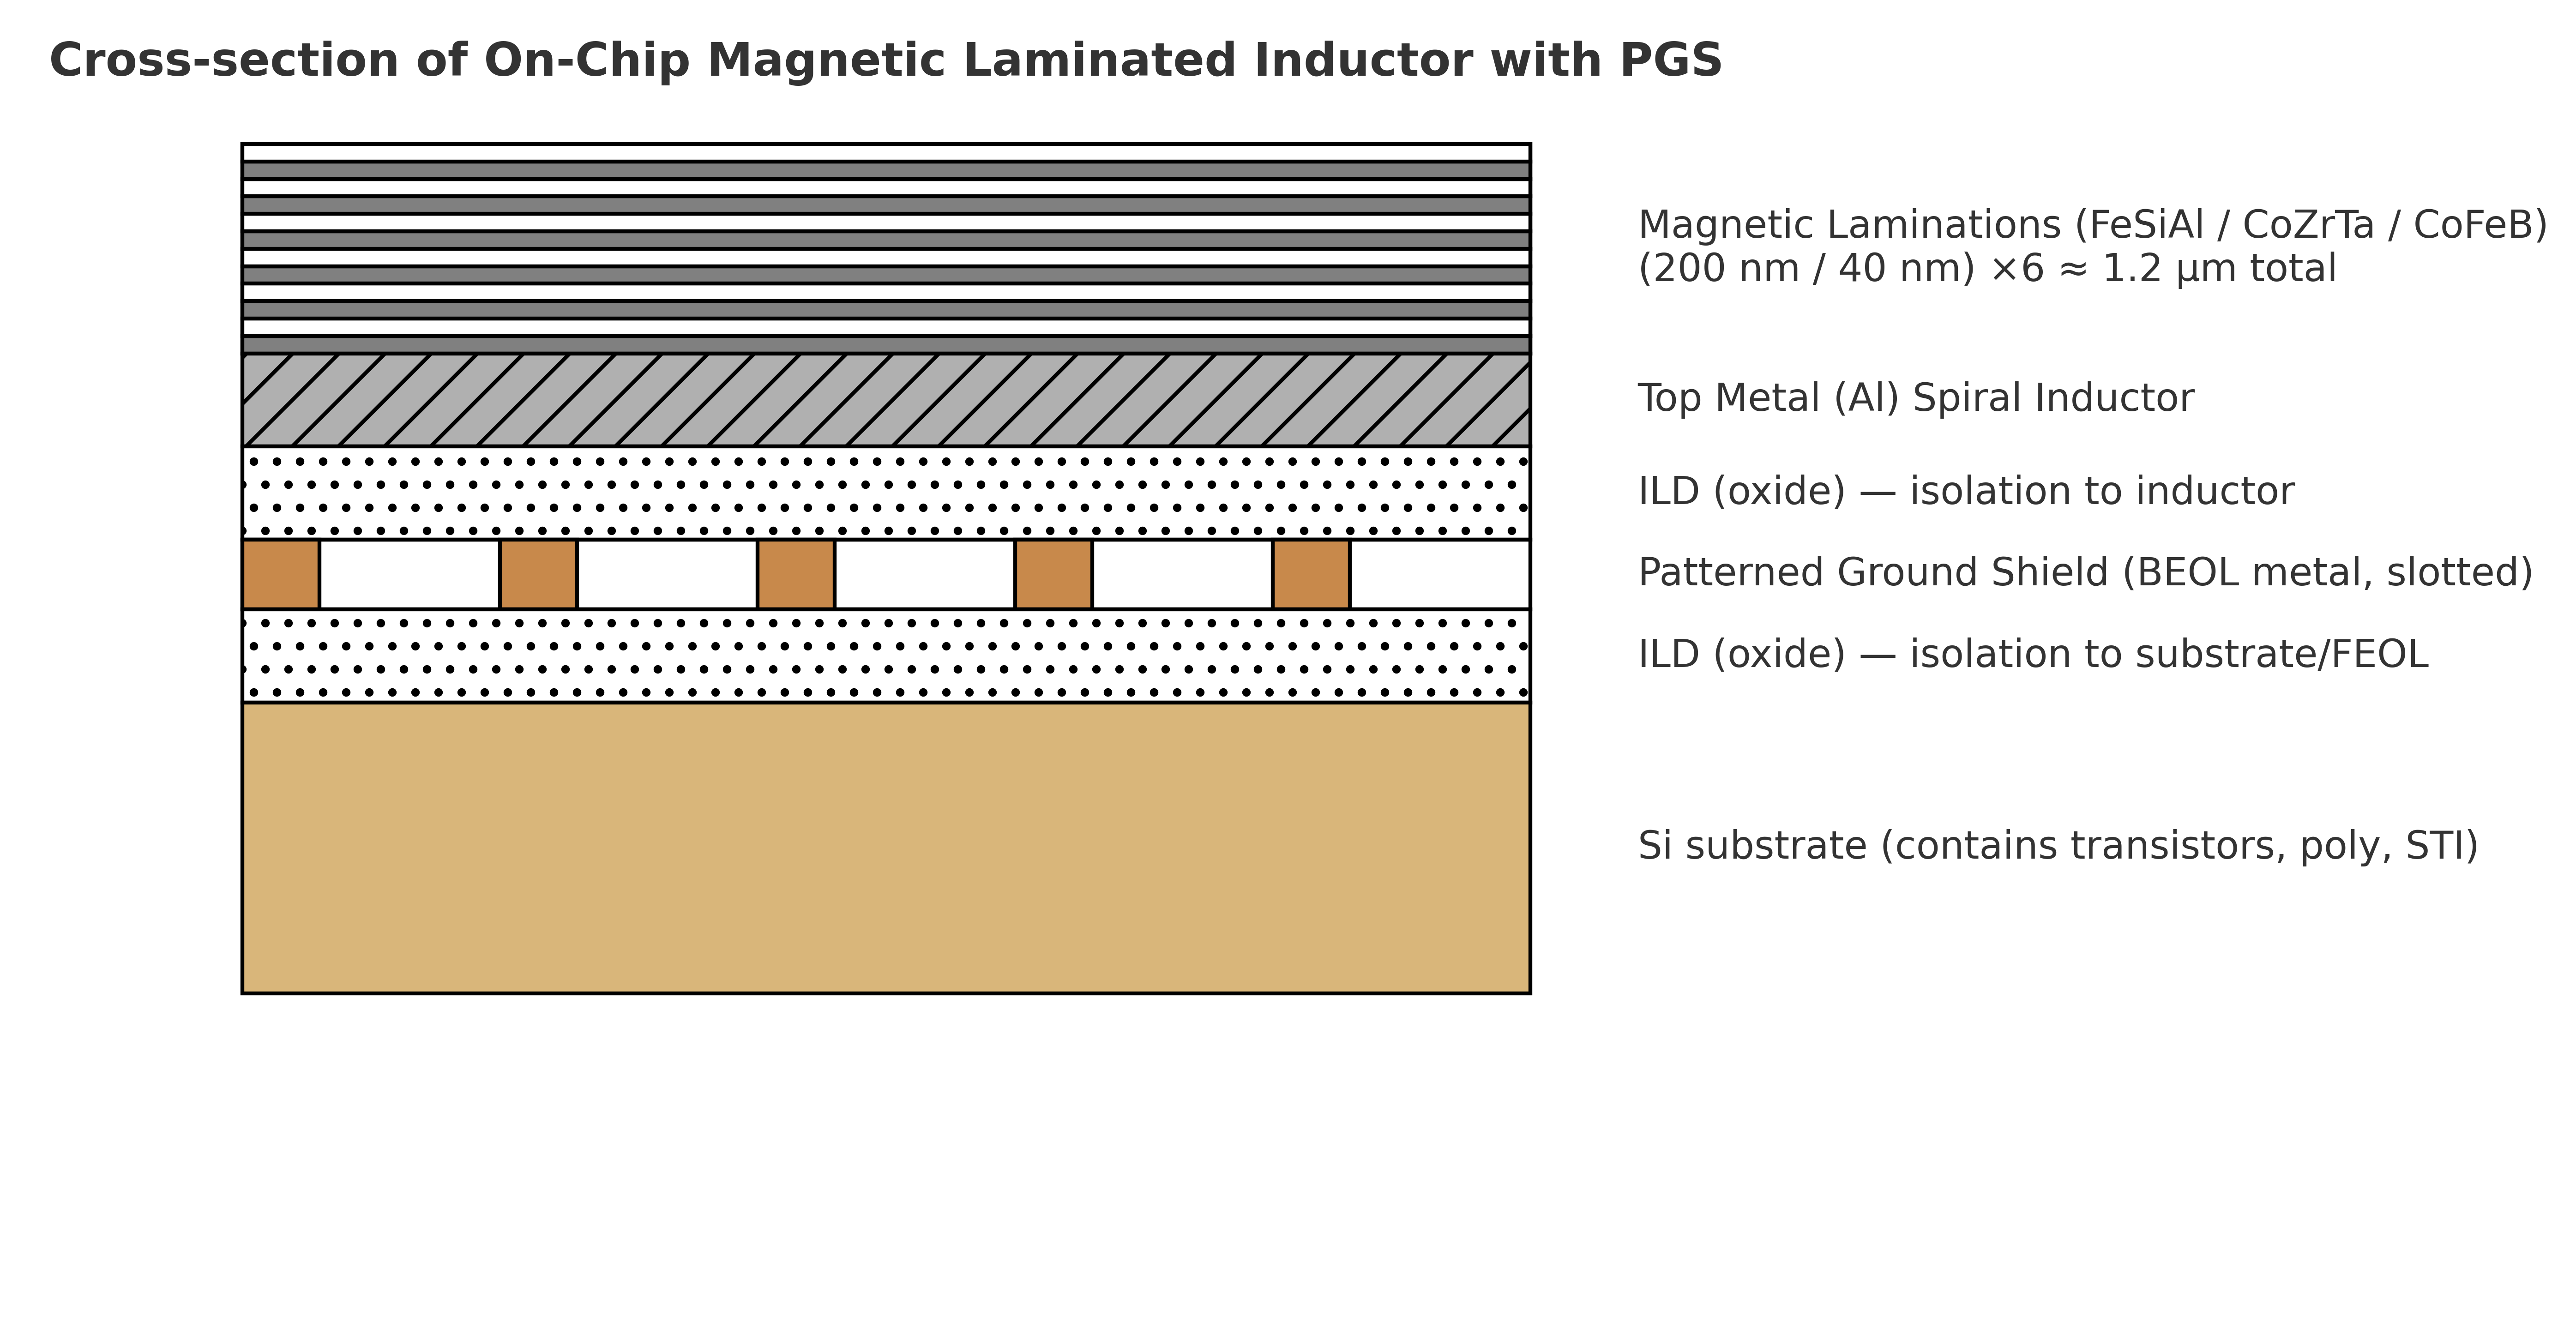 Cross-section of On-Chip Magnetic Laminated Inductor with PGS
Magnetic Laminations (FeSiAl / CoZrTa / CoFeB)
(200 nm / 40 nm) ×6 ≈ 1.2 µm total
Top Metal (Al) Spiral Inductor
ILD (oxide) — isolation to inductor
Patterned Ground Shield (BEOL metal, slotted)
ILD (oxide) — isolation to substrate/FEOL
Si substrate (contains transistors, poly, STI)